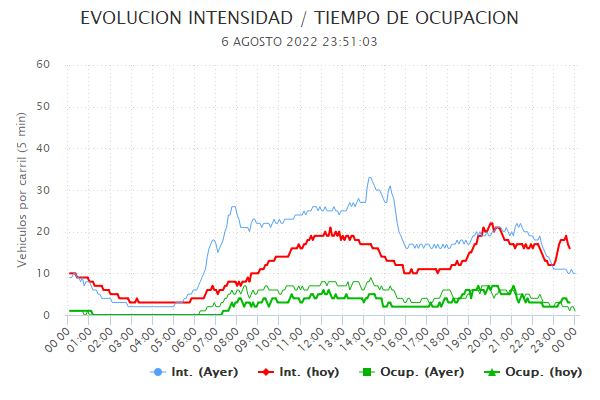 EVOLUCION INTENSIDAD / TIEMPO DE OCUPACION
6 AGOSTO 2022 23:51:03
Vehiculos por carril (5 min)
60
50
40
30
20
10
0
00:00 01:00 02:00 03:00 04:00 05:00 06:00 07:00 08:00 09:00 10:00 11:00 12:00 13:00 14:00 15:00 16:00 17:00 18:00 19:00 20:00 21:00 22:00 23:00 00:00
Int. (Ayer) Int. (hoy) Ocup. (Ayer) Ocup. (hoy)